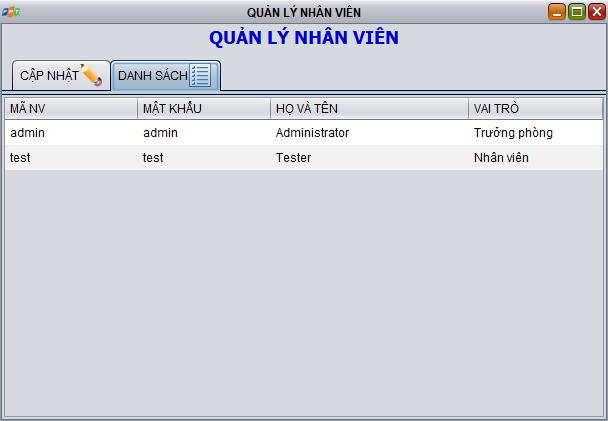 QUẢN LÝ NHÂN VIÊN
QUẢN LÝ NHÂN VIÊN
CẬP NHẬT DANH SÁCH
MÃ NV MẬT KHẨU HỌ VÀ TÊN VAI TRÒ
admin admin Administrator Trưởng phòng
test test Tester Nhân viên